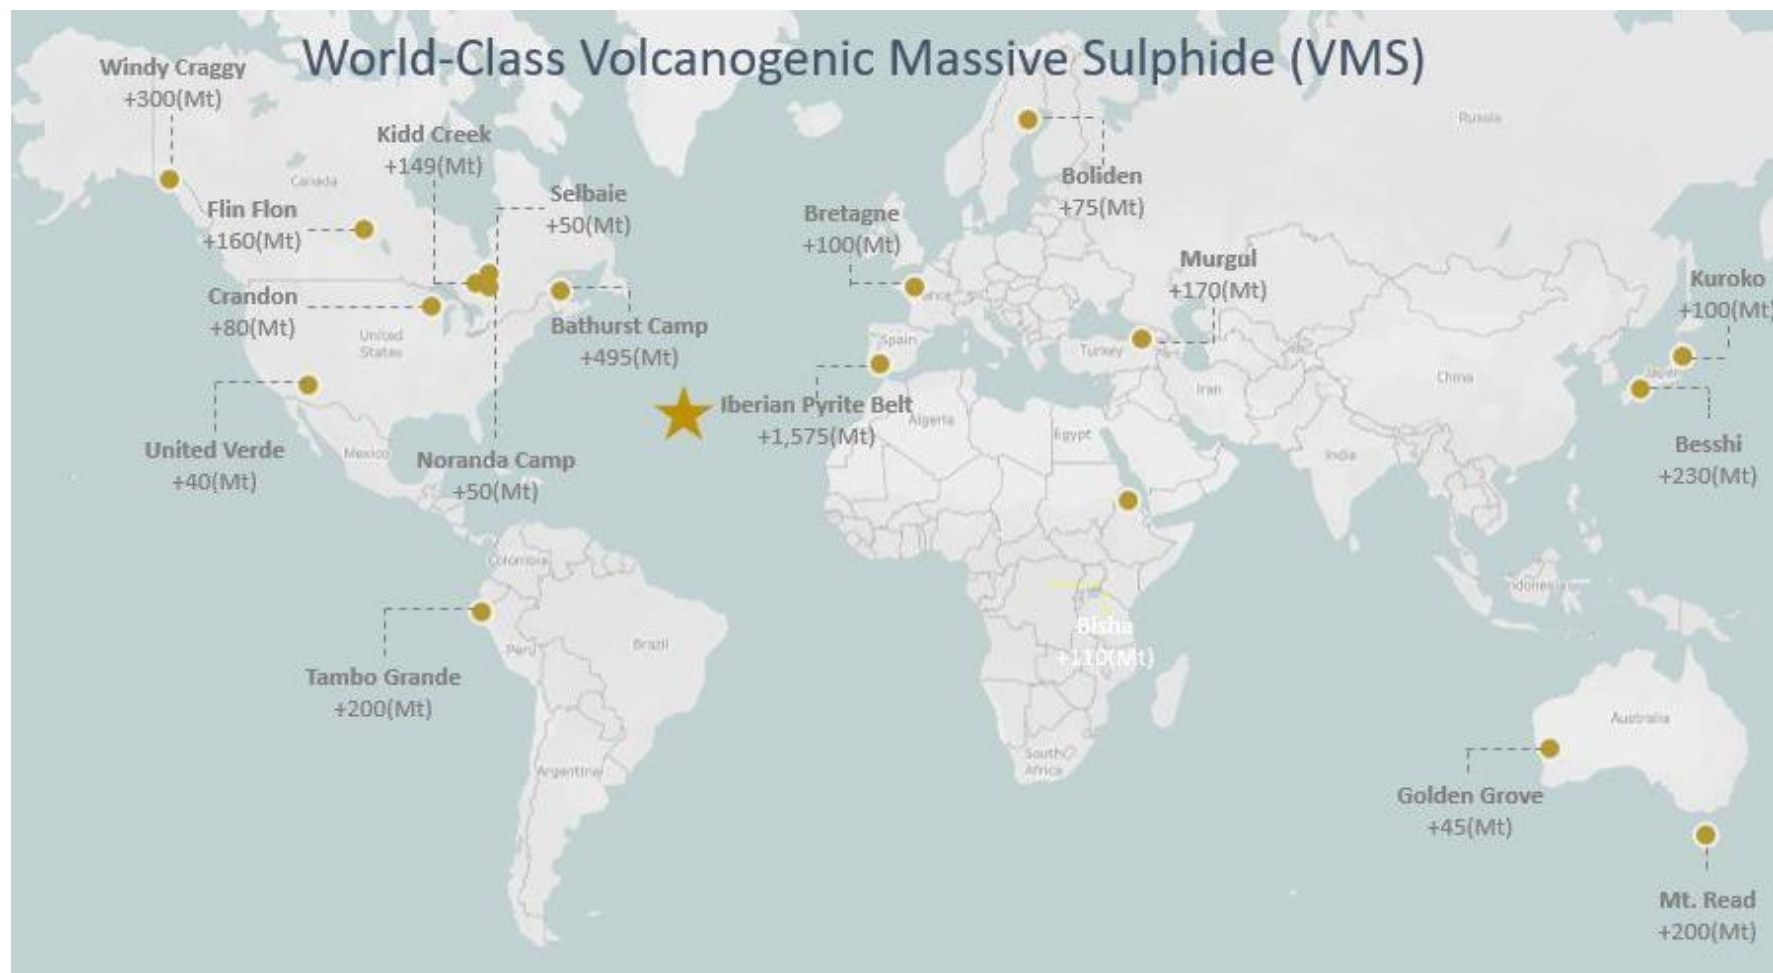 World-Class Volcanogenic Massive Sulphide (VMS)
Windy Craggy
+300(Mt)
Kidd Creek
+149(Mt)
Selbaie
+50(Mt)
Flin Flon
+160(Mt)
Canada
Crandon
+80(Mt)
United
States
Bathurst Camp
+495(Mt)
United Verde
+40(Mt)
Mexico
Noranda Camp
+50(Mt)
Colombia
Tambo Grande
+200(Mt)
Peru
Brazil
Argentina
Russia
Boliden
+75(Mt)
Bretagne
+100(Mt)
Murgul
+170(Mt)
Kuroko
+100(Mt)
Spain
Turkey
Iran
China
Iberian Pyrite Belt
+1,575(Mt)
Algeria
Egypt
India
Besshi
+230(Mt)
Bisha
+110(Mt)
Indonesia
South
Africa
Australia
Golden Grove
+45(Mt)
Mt. Read
+200(Mt)